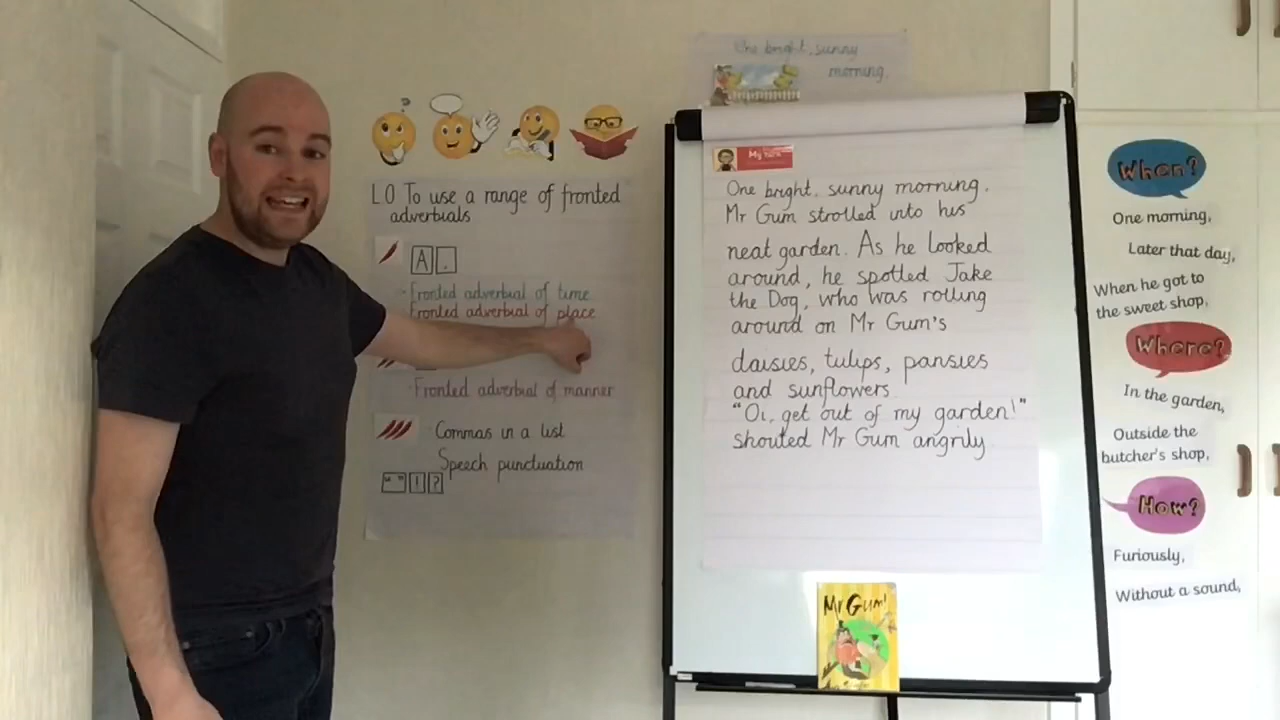 One bright, sunny
morning,
LO To use a range of fronted
adverbials
A .
· Fronted adverbial of time
· Fronted adverbial of place
· Fronted adverbial of manner
· Commas in a list
Speech punctuation
" " ! ?
My turn
One bright, sunny morning,
Mr Gum strolled into his
neat garden. As he looked
around, he spotted Jake
the Dog, who was rolling
around on Mr Gum's
daisies, tulips, pansies
and sunflowers
"Oi, get out of my garden!"
shouted Mr Gum angrily
Mr Gum!
When?
One morning,
Later that day,
When he got to
the sweet shop,
Where?
In the garden,
Outside the
butcher's shop,
How?
Furiously,
Without a sound,